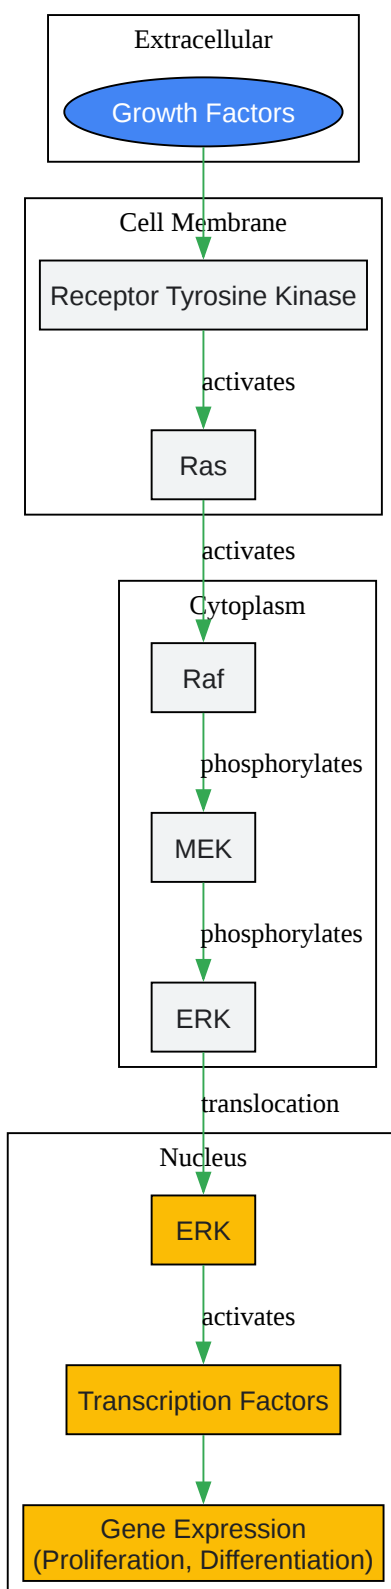 Extracellular
Growth Factors
Cell Membrane
Receptor Tyrosine Kinase
activates
Ras
activates
Cytoplasm
Raf
phosphorylates
MEK
phosphorylates
ERK
translocation
Nucleus
ERK
activates
Transcription Factors
Gene Expression
(Proliferation, Differentiation)